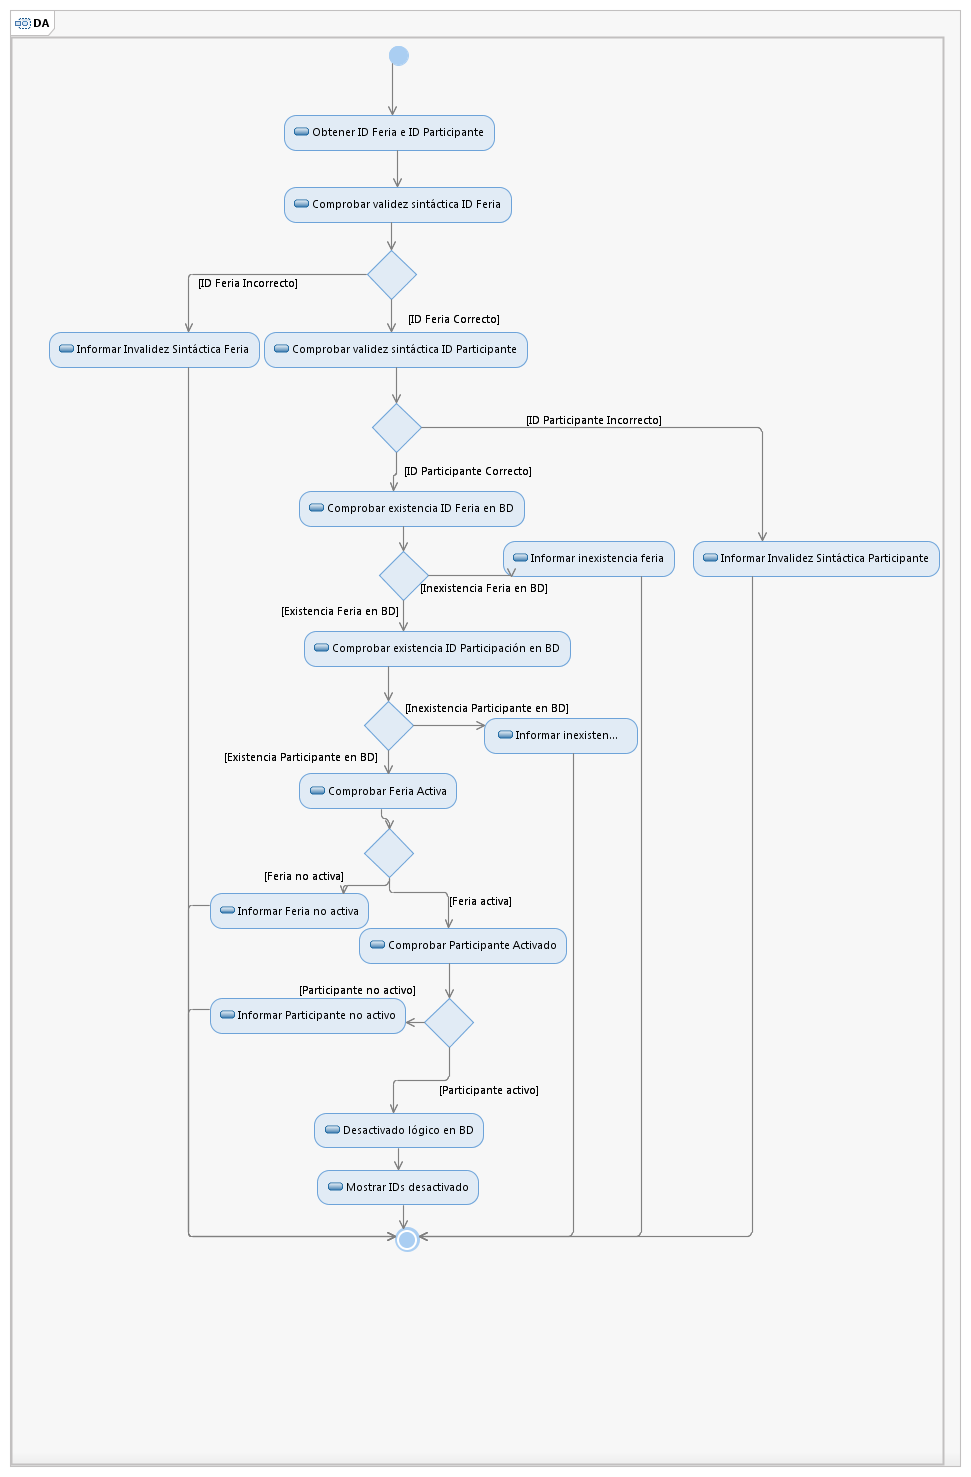 DA
Obtener ID Feria e ID Participante
Comprobar validez sintáctica ID Feria
[ID Feria Incorrecto]
[ID Feria Correcto]
Informar Invalidez Sintáctica Feria
Comprobar validez sintáctica ID Participante
[ID Participante Incorrecto]
[ID Participante Correcto]
Comprobar existencia ID Feria en BD
Informar inexistencia feria
Informar Invalidez Sintáctica Participante
[Inexistencia Feria en BD]
[Existencia Feria en BD]
Comprobar existencia ID Participación en BD
[Inexistencia Participante en BD]
Informar inexisten...
[Existencia Participante en BD]
Comprobar Feria Activa
[Feria no activa]
[Feria activa]
Informar Feria no activa
Comprobar Participante Activado
[Participante no activo]
Informar Participante no activo
[Participante activo]
Desactivado lógico en BD
Mostrar IDs desactivado